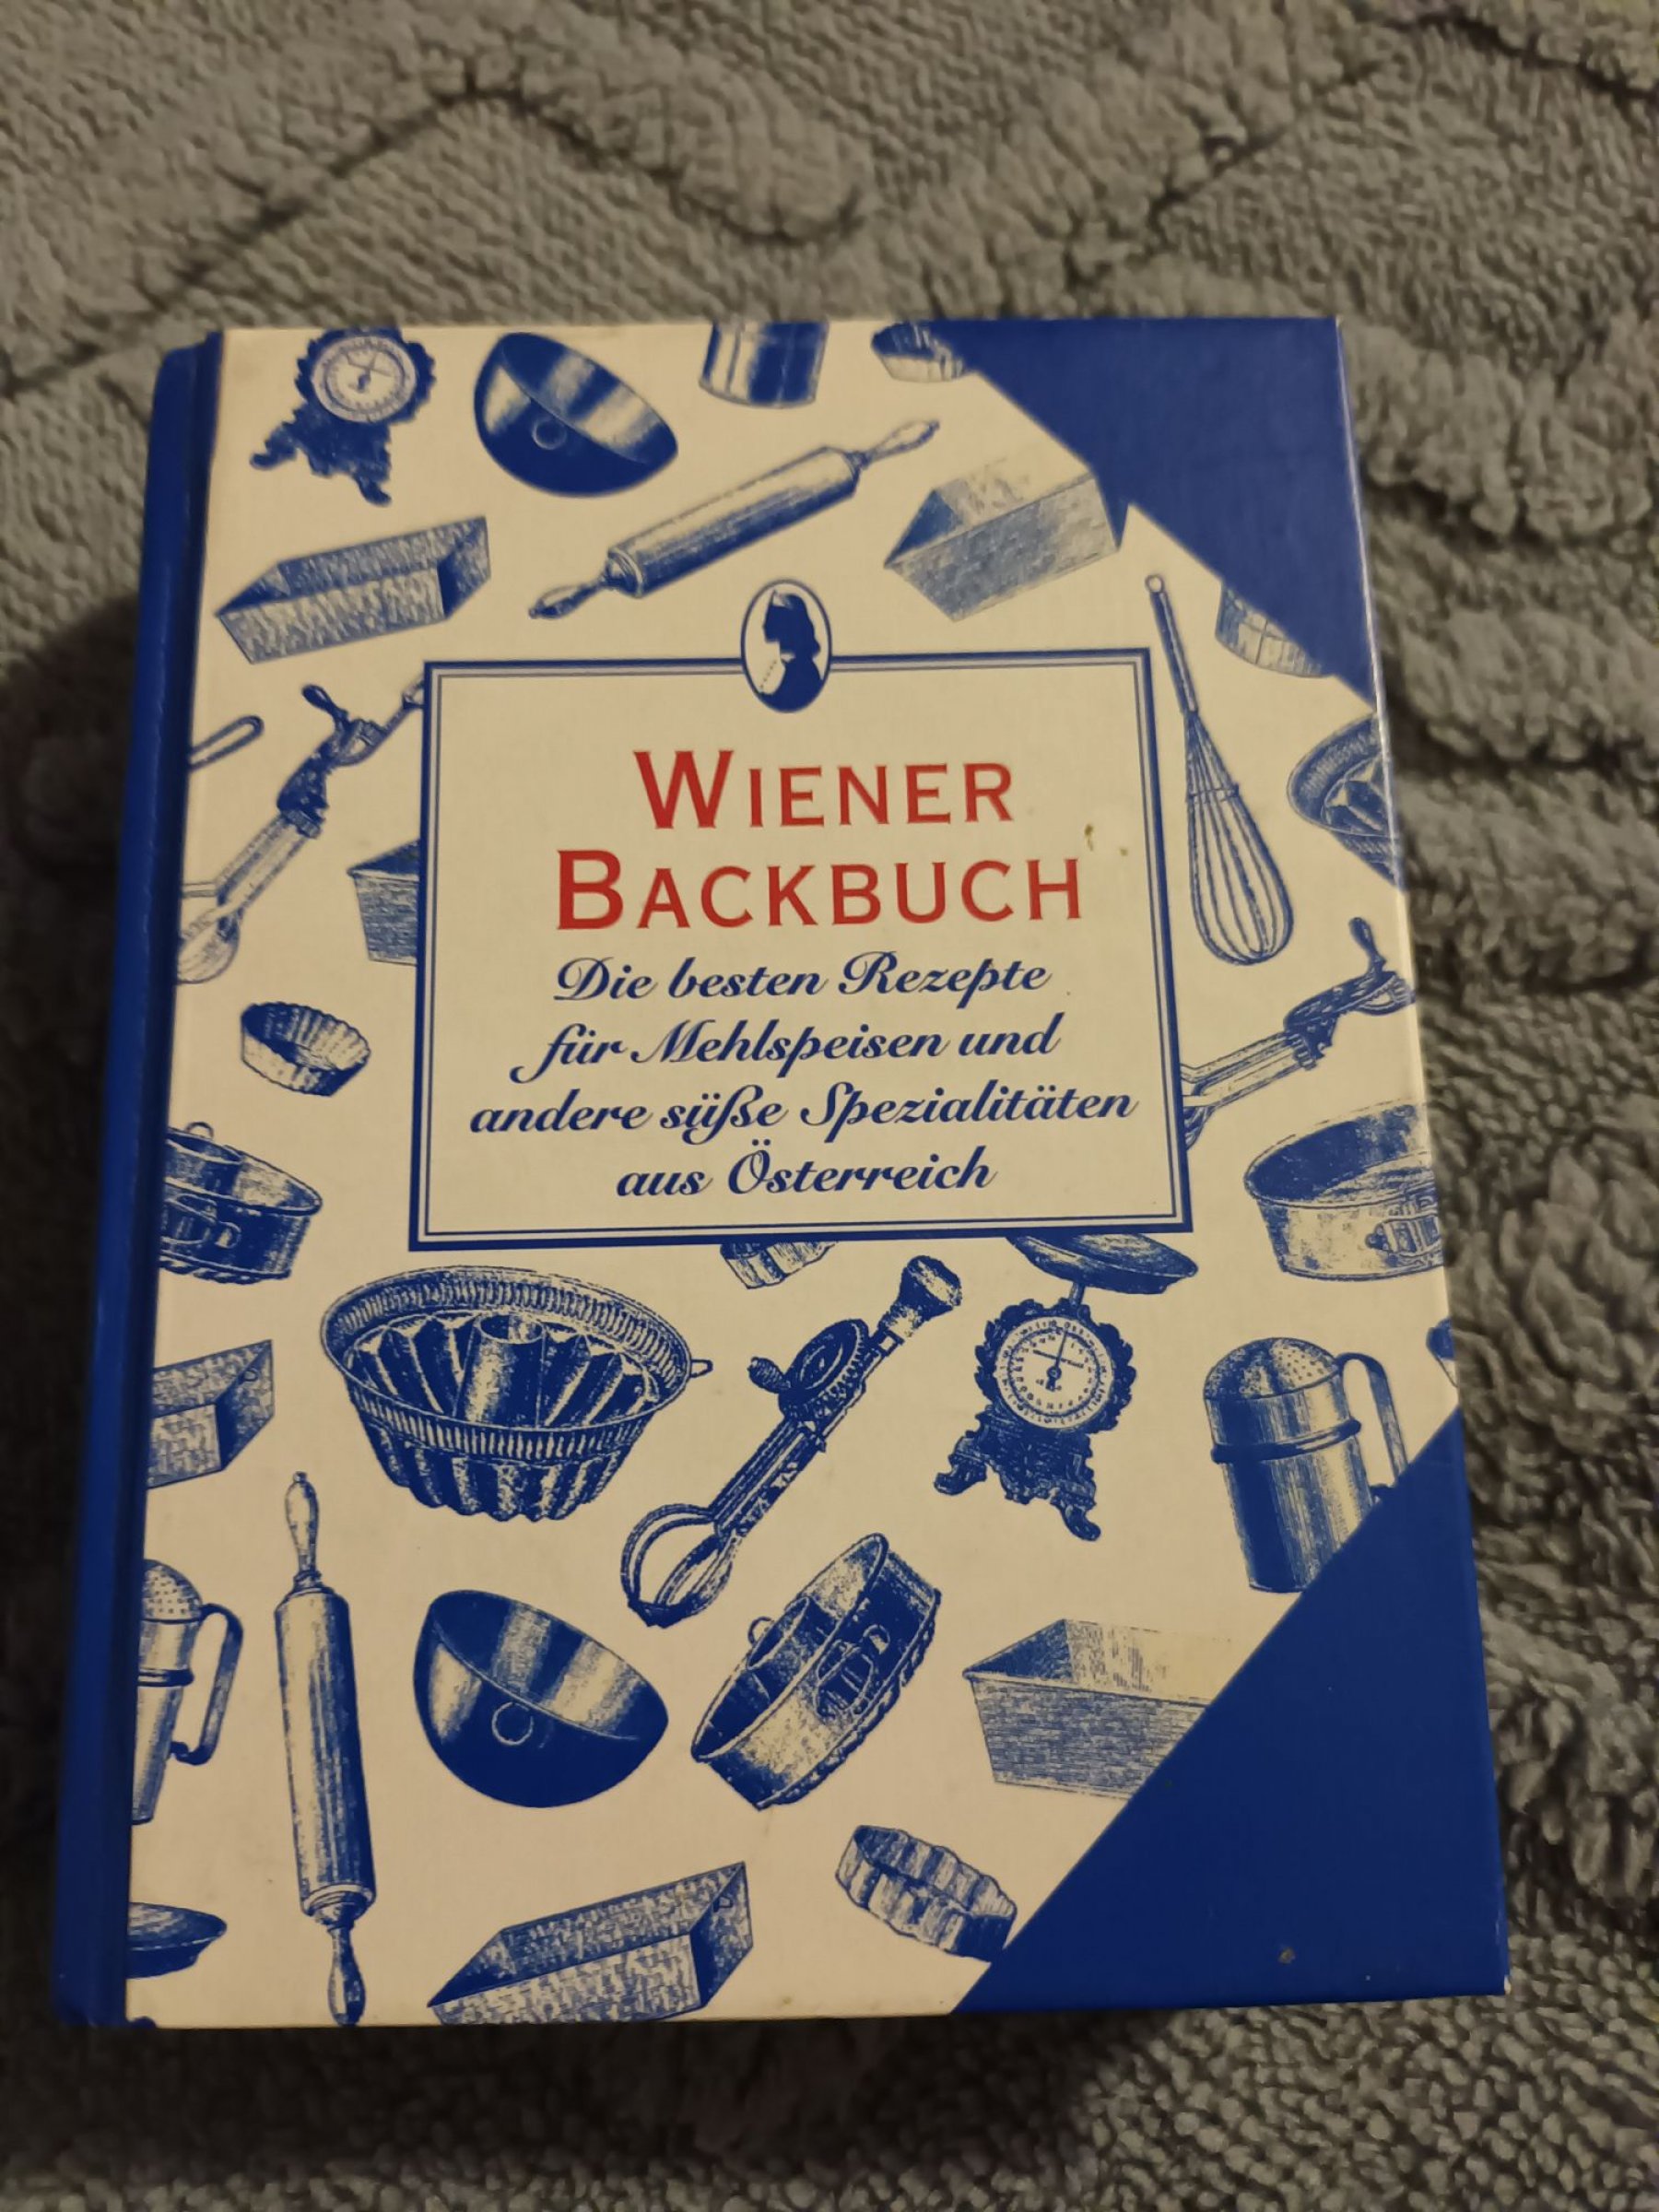 WIENER
BACKBUCH
Die besten Rezepte
für Mehlspeisen und
andere süße Spezialitäten
aus Österreich